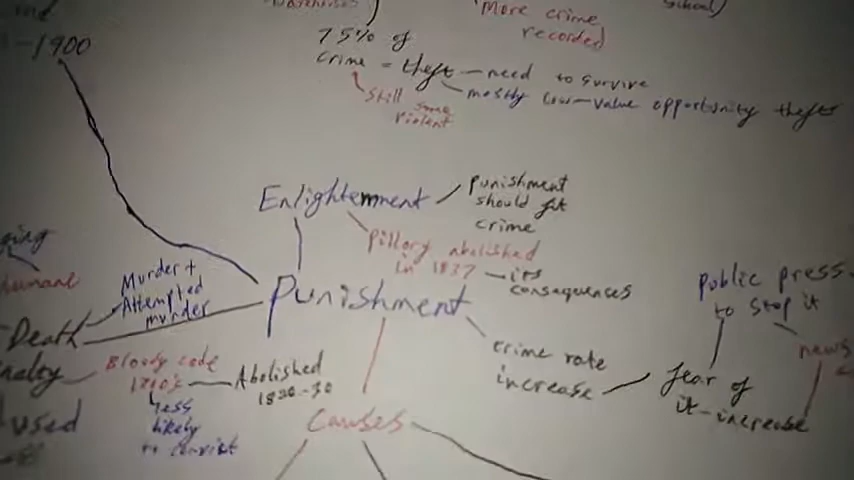 -1900
More crime
recorded
School)
75% of
crime = theft — need to survive
mostly low-value opportunity thefts
Still some
violent
Enlightenment
Punishment
should fit
crime
Pillory abolished
in 1837 — its
consequences
Punishment
Murder +
Attempted
murder
Death
Bloody code
1810's — Abolished
1820-30
less
likely
to convict
used
Causes
crime rate
increase
fear of
it-increase
public press
to stop it
news